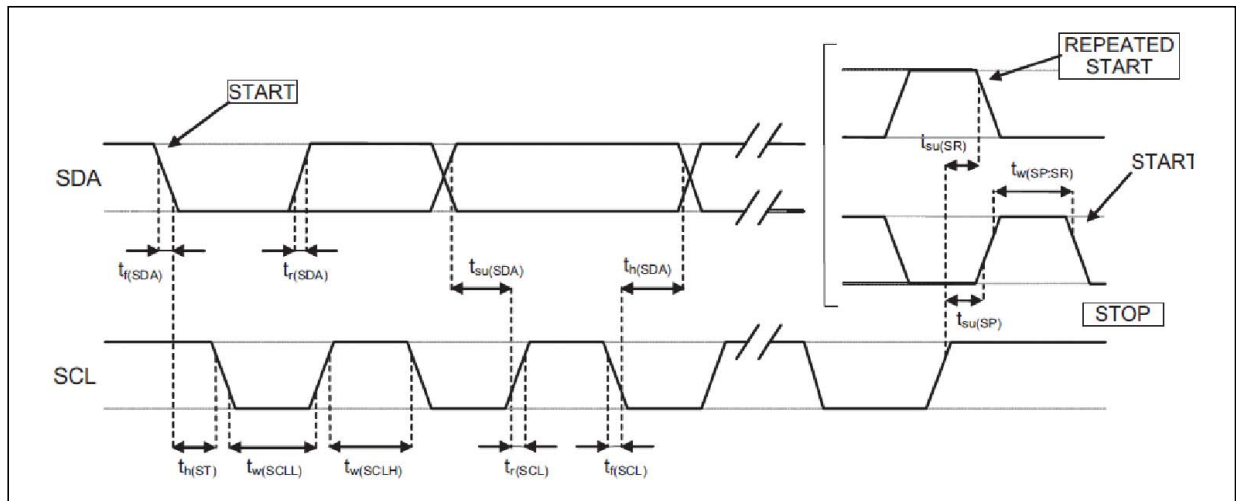 REPEATED
START
START
t_su(SR)
START
t_w(SP:SR)
SDA
t_f(SDA)
t_r(SDA)
t_su(SDA)
t_h(SDA)
t_su(SP)
STOP
SCL
t_h(ST)
t_w(SCLL)
t_w(SCLH)
t_r(SCL)
t_f(SCL)